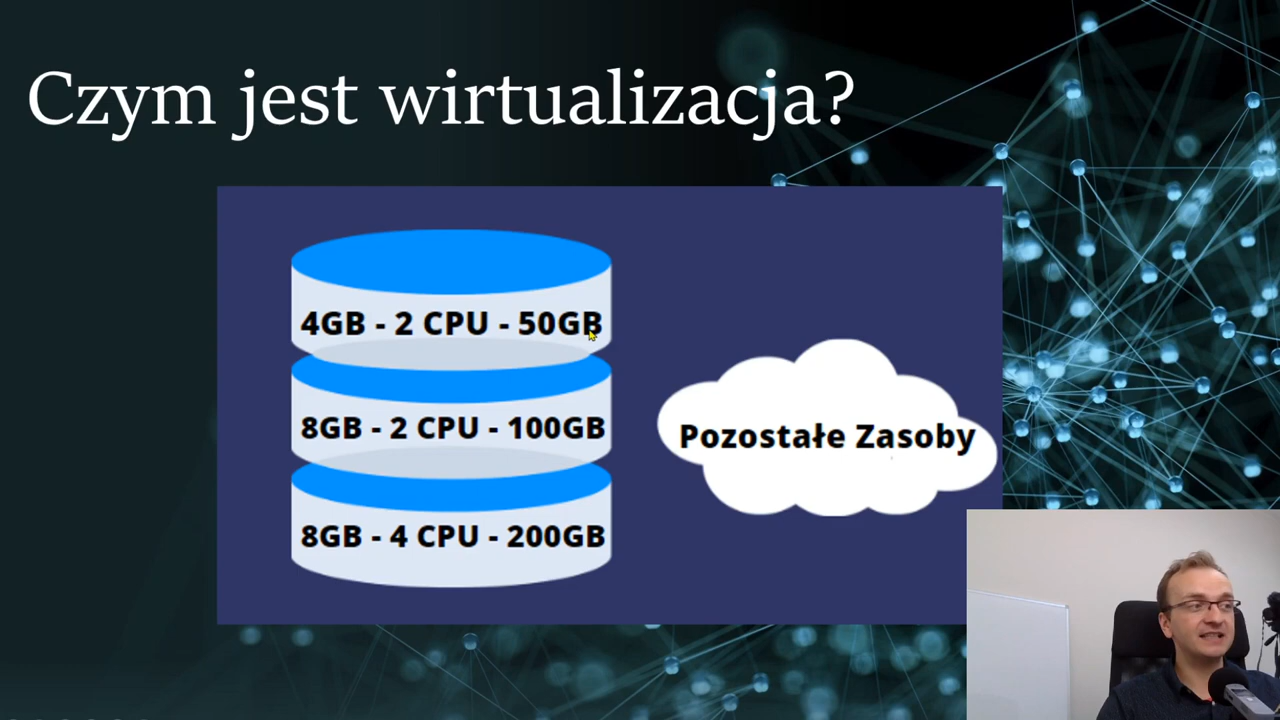 Czym jest wirtualizacja?
4GB - 2 CPU - 50GB
8GB - 2 CPU - 100GB
8GB - 4 CPU - 200GB
Pozostałe Zasoby